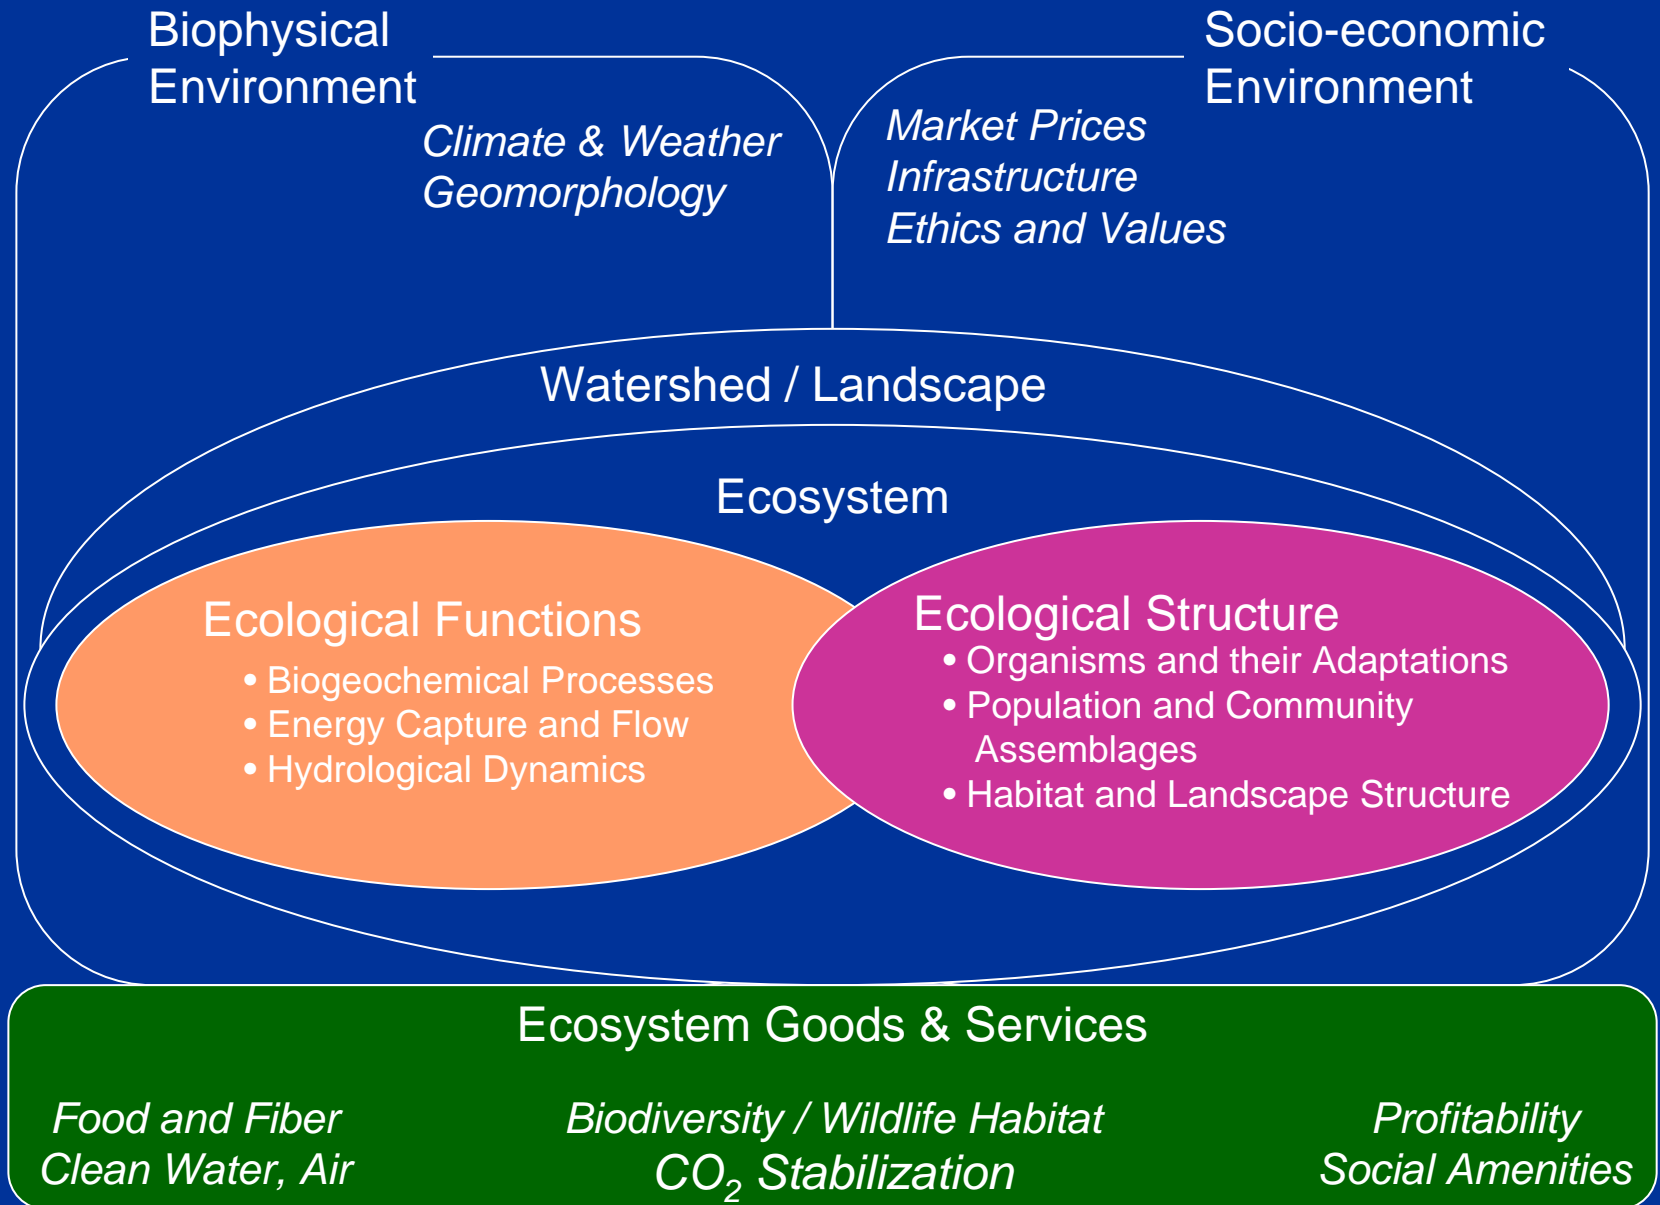 Biophysical
Environment
Climate & Weather
Geomorphology
Socio-economic
Environment
Market Prices
Infrastructure
Ethics and Values
Watershed / Landscape
Ecosystem
Ecological Functions
• Biogeochemical Processes
• Energy Capture and Flow
• Hydrological Dynamics
Ecological Structure
• Organisms and their Adaptations
• Population and Community
Assemblages
• Habitat and Landscape Structure
Ecosystem Goods & Services
Food and Fiber
Clean Water, Air
Biodiversity / Wildlife Habitat
CO₂ Stabilization
Profitability
Social Amenities